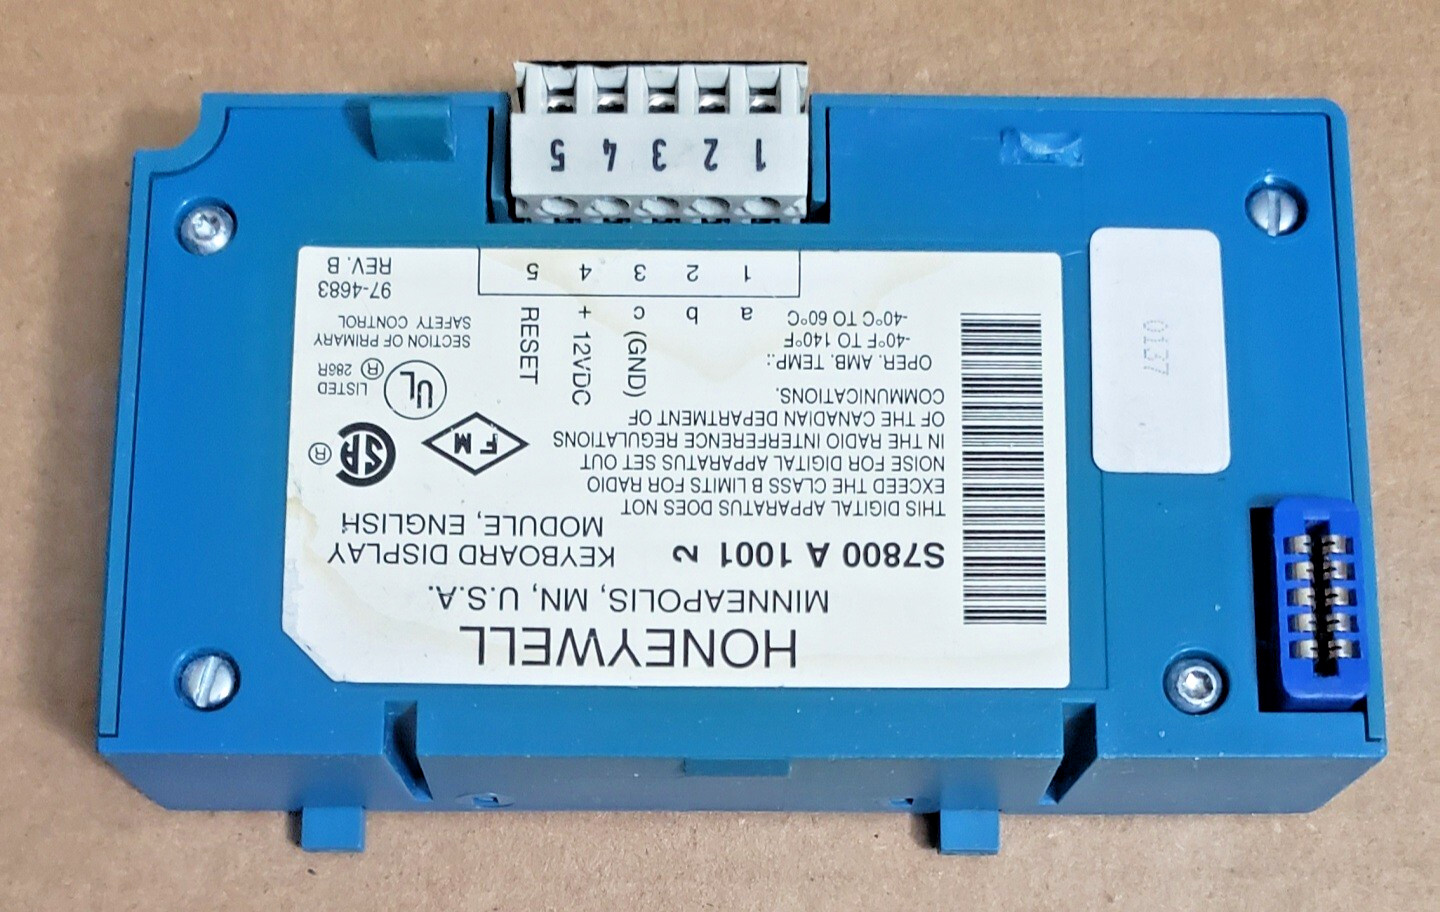 HONEYWELL
MINNEAPOLIS, MN, U.S.A.
S7800 A 1001 2
KEYBOARD DISPLAY
MODULE, ENGLISH
THIS DIGITAL APPARATUS DOES NOT
EXCEED THE CLASS B LIMITS FOR RADIO
NOISE FOR DIGITAL APPARATUS SET OUT
IN THE RADIO INTERFERENCE REGULATIONS
OF THE CANADIAN DEPARTMENT OF
COMMUNICATIONS.
OPER. AMB. TEMP.:
-40°F TO 140°F
-40°C TO 60°C
FM
SA ®
UL ®
LISTED
286R
SECTION OF PRIMARY
SAFETY CONTROL
97-4683
REV. B
a b c (GND) + 12VDC RESET
1 2 3 4 5
1 2 3 4 5
0137